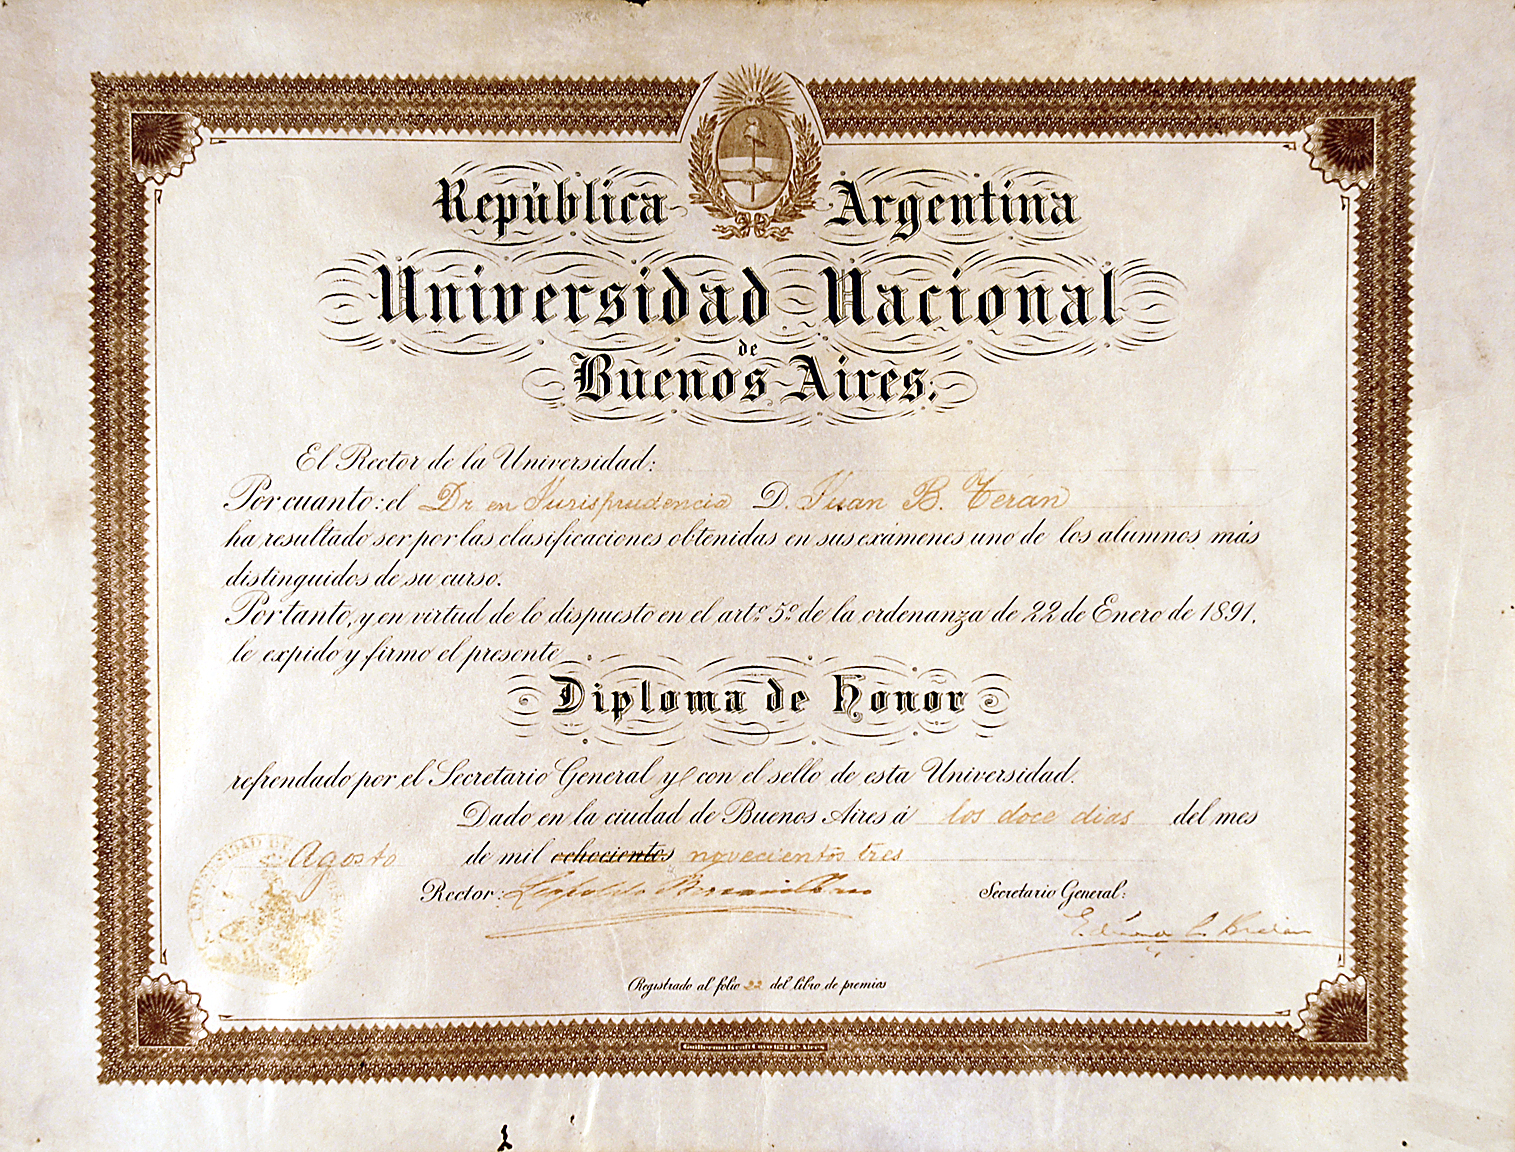 República Argentina
Universidad Nacional
de
Buenos Aires.
El Rector de la Universidad:
Por cuanto: el Dr en Jurisprudencia D. Juan B. Terán
ha resultado ser por las clasificaciones obtenidas en sus exámenes uno de los alumnos más
distinguidos de su curso.
Por tanto, y en virtud de lo dispuesto en el artº 5º de la ordenanza de 22 de Enero de 1891,
le expido y firmo el presente
Diploma de Honor
refrendado por el Secretario General y con el sello de esta Universidad.
Dado en la ciudad de Buenos Aires á los doce dias del mes
de Agosto de mil ochocientos novecientos tres
Rector: Secretario General:
Registrado al folio 22 del libro de premios